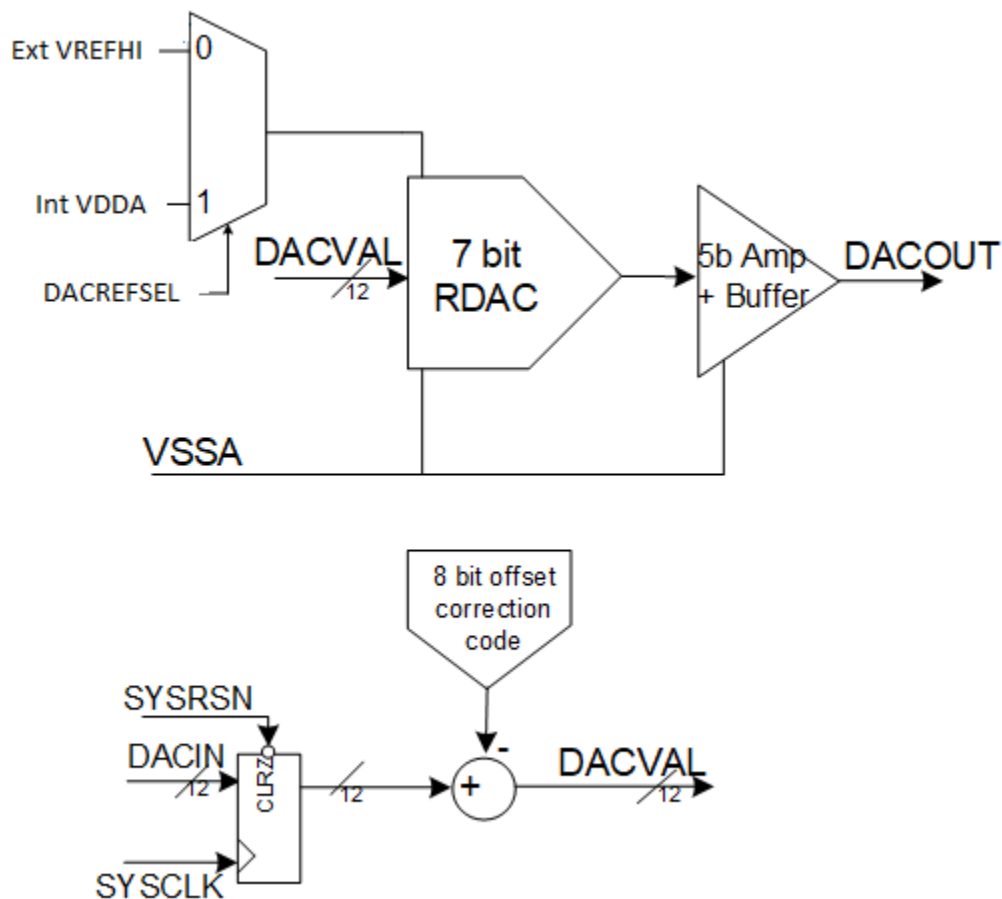 Ext VREFHI
0
Int VDDA
1
DACREFSEL
DACVAL
12
7 bit
RDAC
5b Amp
+ Buffer
DACOUT
VSSA
8 bit offset
correction
code
SYSRSN
DACIN
12
CLRZ
SYSCLK
12
-
+
DACVAL
12